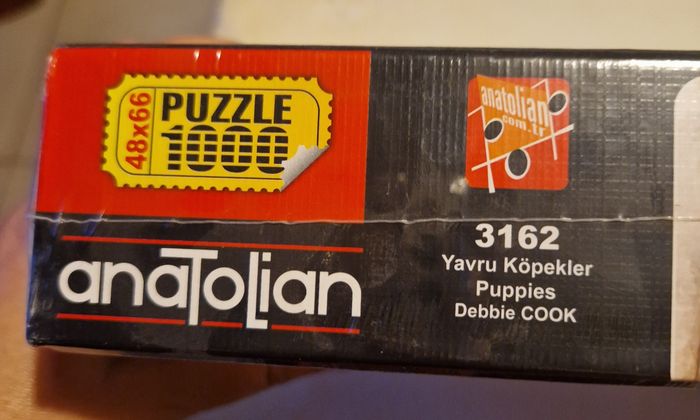 48x66
PUZZLE
1000
anatolian
anatolian
com.tr
3162
Yavru Köpekler
Puppies
Debbie COOK